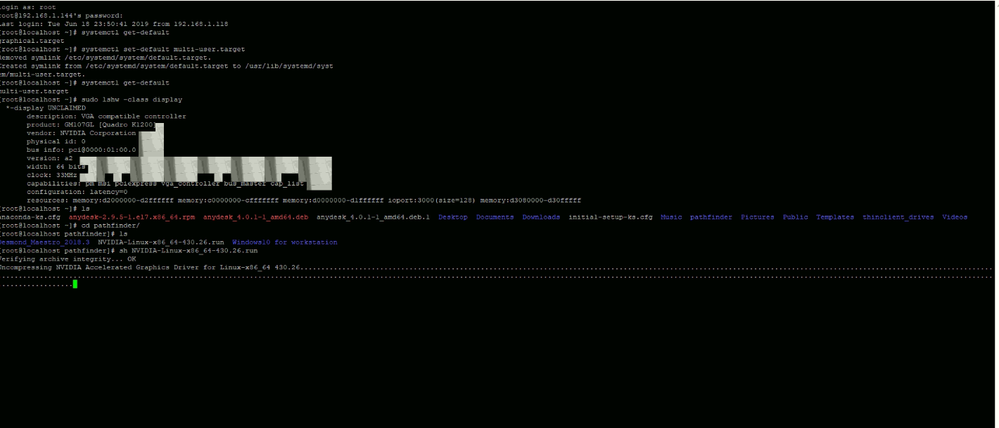 ogin as: root
root@192.168.1.144's password:
Last login: Tue Jun 18 23:50:41 2019 from 192.168.1.118
[root@localhost ~]# systemctl get-default
graphical.target
[root@localhost ~]# systemctl set-default multi-user.target
Removed symlink /etc/systemd/system/default.target.
Created symlink from /etc/systemd/system/default.target to /usr/lib/systemd/syst
em/multi-user.target.
[root@localhost ~]# systemctl get-default
multi-user.target
[root@localhost ~]# sudo lshw -class display
*-display UNCLAIMED
description: VGA compatible controller
product: GM107GL [Quadro K1200]
vendor: NVIDIA Corporation
physical id: 0
bus info: pci@0000:01:00.0
version: a2
width: 64 bits
clock: 33MHz
capabilities: pm msi pciexpress vga_controller bus_master cap_list
configuration: latency=0
resources: memory:d2000000-d2ffffff memory:c0000000-cfffffff memory:d0000000-d1ffffff ioport:3000(size=128) memory:d3080000-d30fffff
[root@localhost ~]# ls
anaconda-ks.cfg anydesk-2.9.5-1.el7.x86_64.rpm anydesk_4.0.1-1_amd64.deb anydesk_4.0.1-1_amd64.deb.1 Desktop Documents Downloads initial-setup-ks.cfg Music pathfinder Pictures Public Templates thinclient_drives Videos
[root@localhost ~]# cd pathfinder/
[root@localhost pathfinder]# ls
Desmond_Maestro_2018.3 NVIDIA-Linux-x86_64-430.26.run Windows10 for workstation
[root@localhost pathfinder]# sh NVIDIA-Linux-x86_64-430.26.run
Verifying archive integrity... OK
Uncompressing NVIDIA Accelerated Graphics Driver for Linux-x86_64 430.26....................